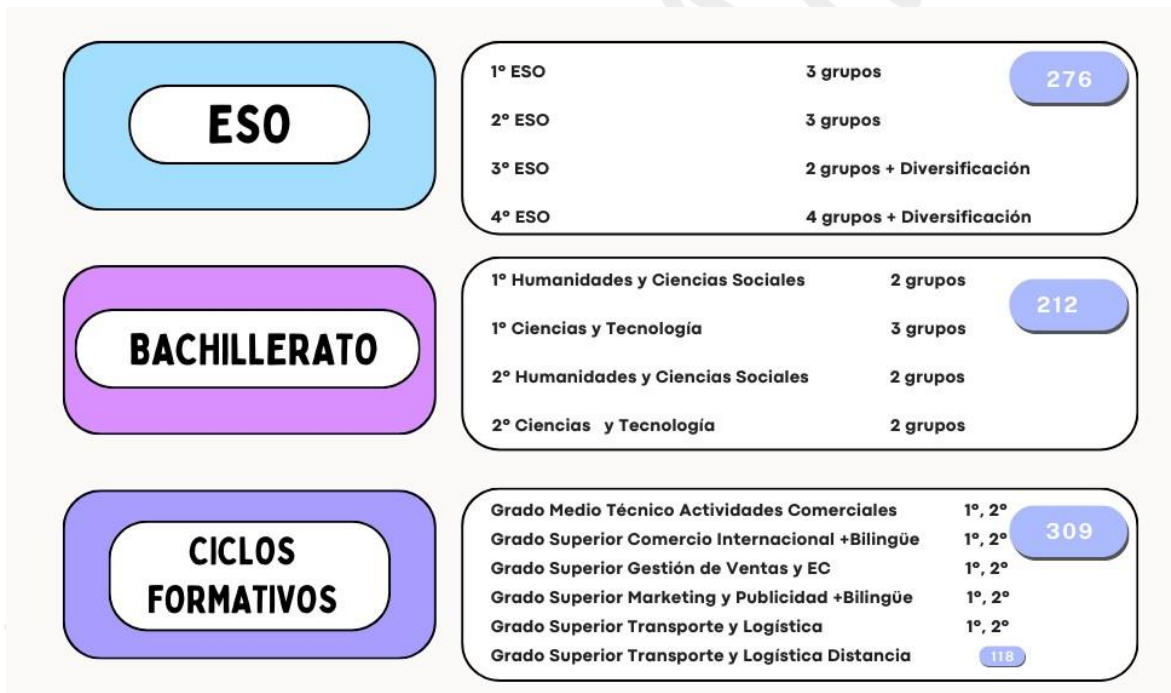 ESO
1º ESO 3 grupos 276
2º ESO 3 grupos
3º ESO 2 grupos + Diversificación
4º ESO 4 grupos + Diversificación
BACHILLERATO
1º Humanidades y Ciencias Sociales 2 grupos 212
1º Ciencias y Tecnología 3 grupos
2º Humanidades y Ciencias Sociales 2 grupos
2º Ciencias y Tecnología 2 grupos
CICLOS
FORMATIVOS
Grado Medio Técnico Actividades Comerciales 1º, 2º 309
Grado Superior Comercio Internacional +Bilingüe 1º, 2º
Grado Superior Gestión de Ventas y EC 1º, 2º
Grado Superior Marketing y Publicidad +Bilingüe 1º, 2º
Grado Superior Transporte y Logística 1º, 2º
Grado Superior Transporte y Logística Distancia 118